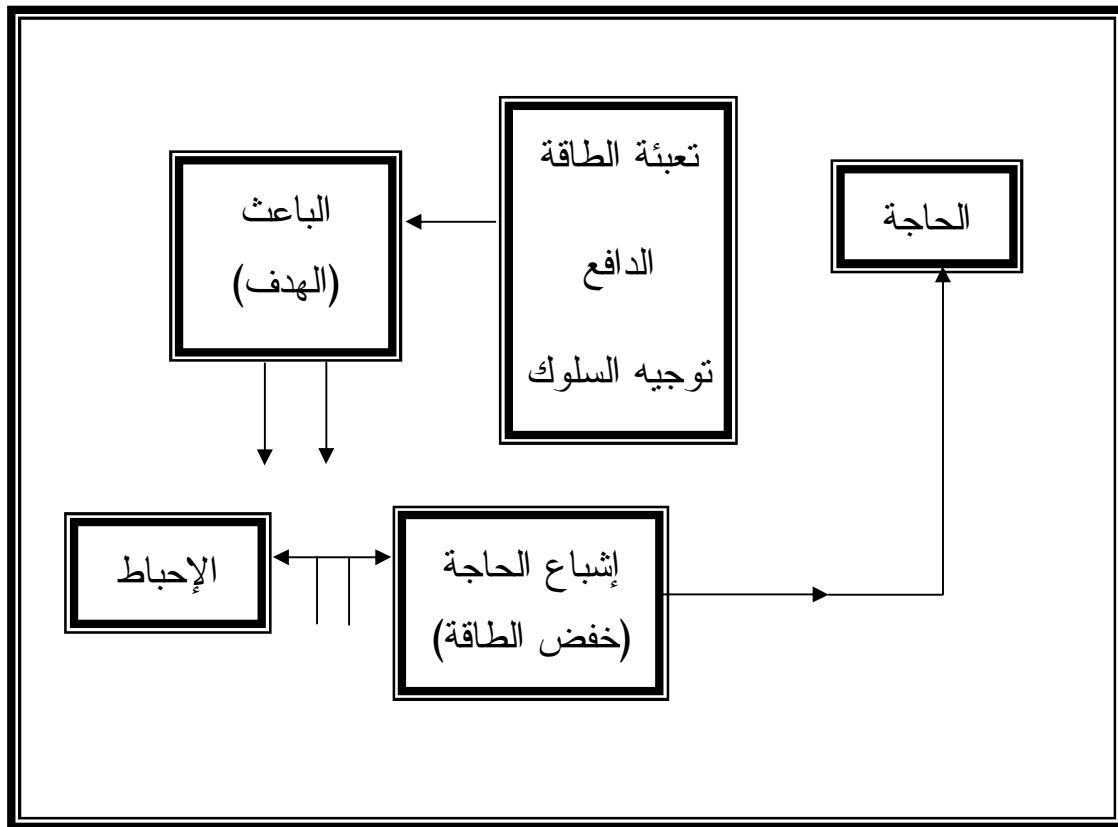 الحاجة
تعبئة الطاقة
الدافع
توجيه السلوك
الباعث
(الهدف)
إشباع الحاجة
(خفض الطاقة)
الإحباط